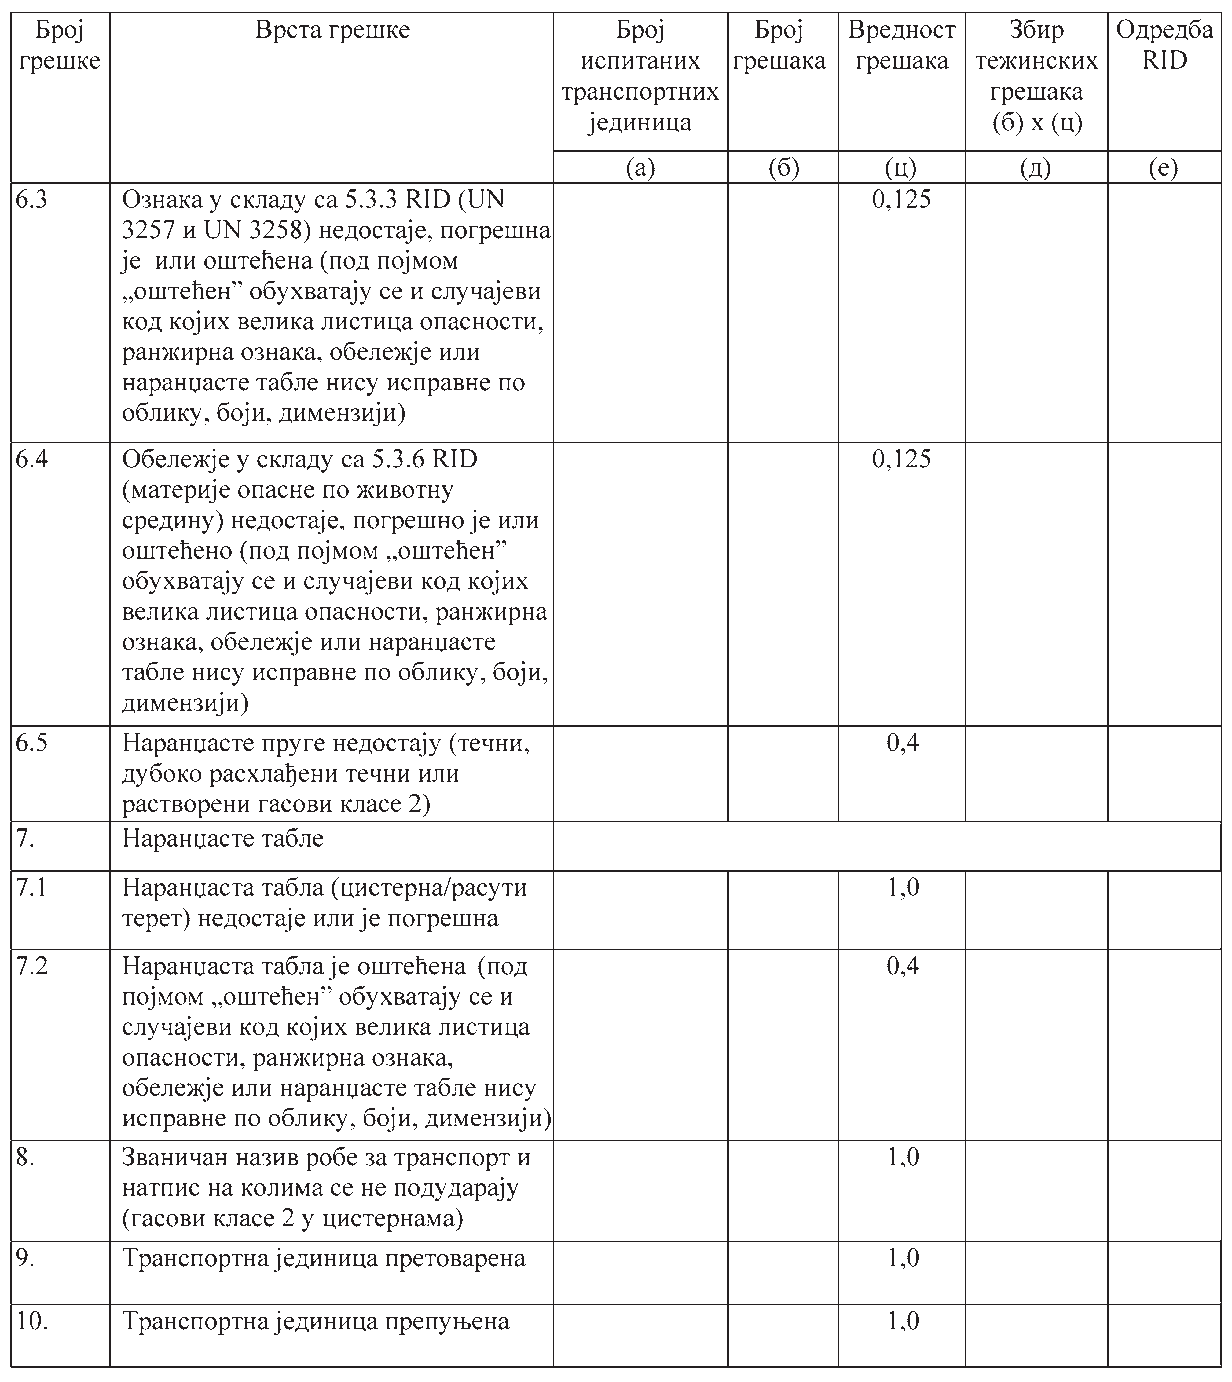 Број грешке
Врста грешке
Број испитаних транспортних јединица
Број грешака
Вредност грешака
Збир тежинских грешака (б) x (ц)
Одредба RID
(а)
(б)
(ц)
(д)
(е)
6.3
Ознака у складу са 5.3.3 RID (UN
3257 и UN 3258) недостаје, погрешна
је или оштећена (под појмом
„оштећен” обухватају се и случајеви
код којих велика листица опасности,
ранжирна ознака, обележје или
наранџасте табле нису исправне по
облику, боји, димензији)
0,125
6.4
Обележје у складу са 5.3.6 RID
(материје опасне по животну
средину) недостаје, погрешно је или
оштећено (под појмом „оштећен”
обухватају се и случајеви код којих
велика листица опасности, ранжирна
ознака, обележје или наранџасте
табле нису исправне по облику, боји,
димензији)
0,125
6.5
Наранџасте пруге недостају (течни,
дубоко расхлађени течни или
растворени гасови класе 2)
0,4
7.
Наранџасте табле
7.1
Наранџаста табла (цистерна/расути
терет) недостаје или је погрешна
1,0
7.2
Наранџаста табла је оштећена (под
појмом „оштећен” обухватају се и
случајеви код којих велика листица
опасности, ранжирна ознака,
обележје или наранџасте табле нису
исправне по облику, боји, димензији)
0,4
8.
Званичан назив робе за транспорт и
натпис на колима се не подударају
(гасови класе 2 у цистернама)
1,0
9.
Транспортна јединица претоварена
1,0
10.
Транспортна јединица препуњена
1,0